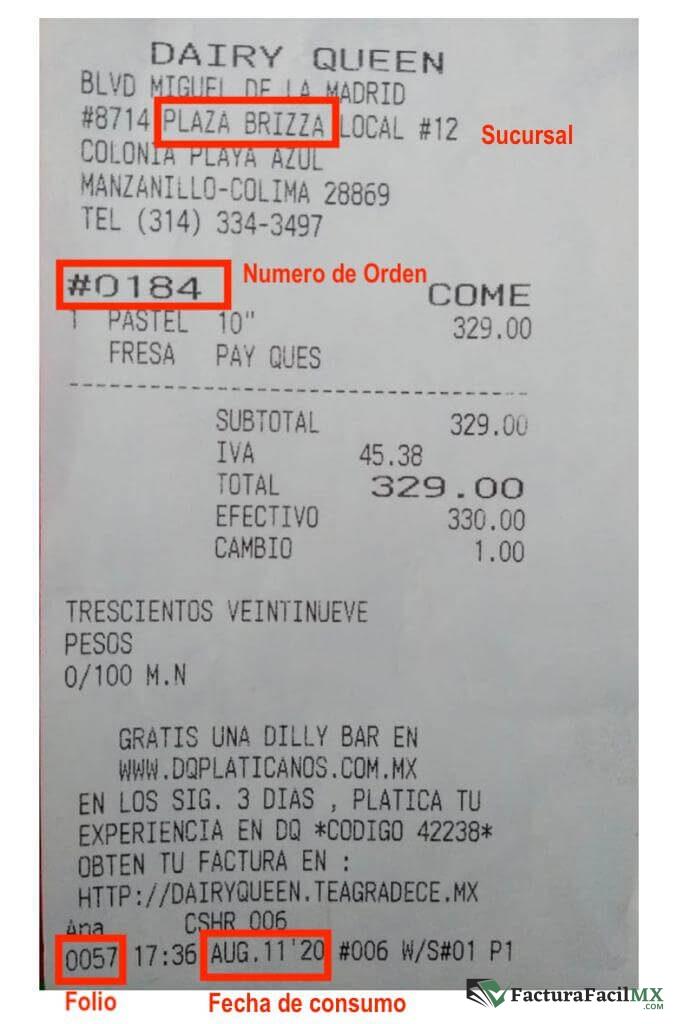 DAIRY QUEEN
BLVD MIGUEL DE LA MADRID
#8714 PLAZA BRIZZA LOCAL #12 Sucursal
COLONIA PLAYA AZUL
MANZANILLO-COLIMA 28869
TEL (314) 334-3497
#0184 Numero de Orden COME
1 PASTEL 10" 329.00
FRESA PAY QUES
SUBTOTAL 329.00
IVA 45.38
TOTAL 329.00
EFECTIVO 330.00
CAMBIO 1.00
TRESCIENTOS VEINTINUEVE
PESOS
0/100 M.N
GRATIS UNA DILLY BAR EN
WWW.DQPLATICANOS.COM.MX
EN LOS SIG. 3 DIAS , PLATICA TU
EXPERIENCIA EN DQ *CODIGO 42238*
OBTEN TU FACTURA EN :
HTTP://DAIRYQUEEN.TEAGRADECE.MX
Ana CSHR 006
0057 17:36 AUG.11'20 #006 W/S#01 P1
Folio Fecha de consumo
FacturaFacilMX
.COM